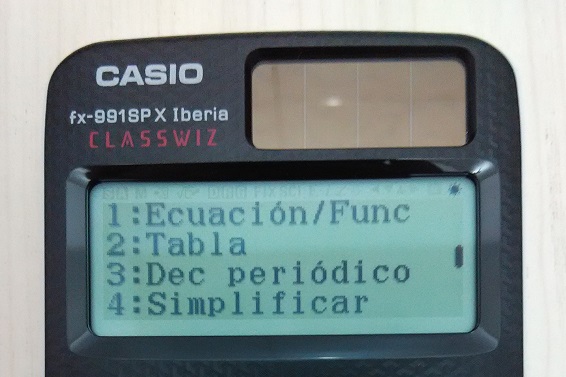 CASIO
fx-991SP X Iberia
CLASSWIZ
1:Ecuación/Func
2:Tabla
3:Dec periódico
4:Simplificar